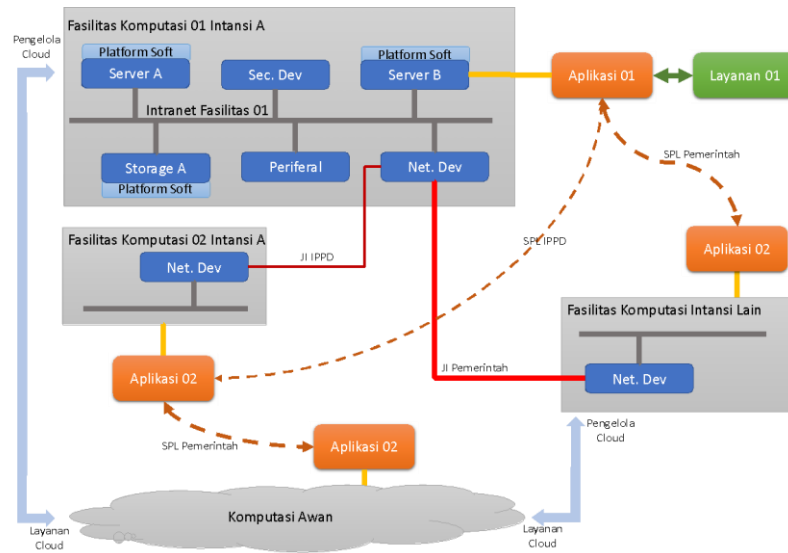 Fasilitas Komputasi 01 Intansi A
Pengelola
Cloud
Platform Soft
Server A
Sec. Dev
Platform Soft
Server B
Aplikasi 01
Layanan 01
Intranet Fasilitas 01
Storage A
Platform Soft
Periferal
Net. Dev
SPL Pemerintah
Fasilitas Komputasi 02 Intansi A
Net. Dev
JI IPPD
SPL IPPD
Aplikasi 02
Fasilitas Komputasi Intansi Lain
Net. Dev
JI Pemerintah
Aplikasi 02
SPL Pemerintah
Aplikasi 02
Pengelola
Cloud
Komputasi Awan
Layanan
Cloud
Layanan
Cloud